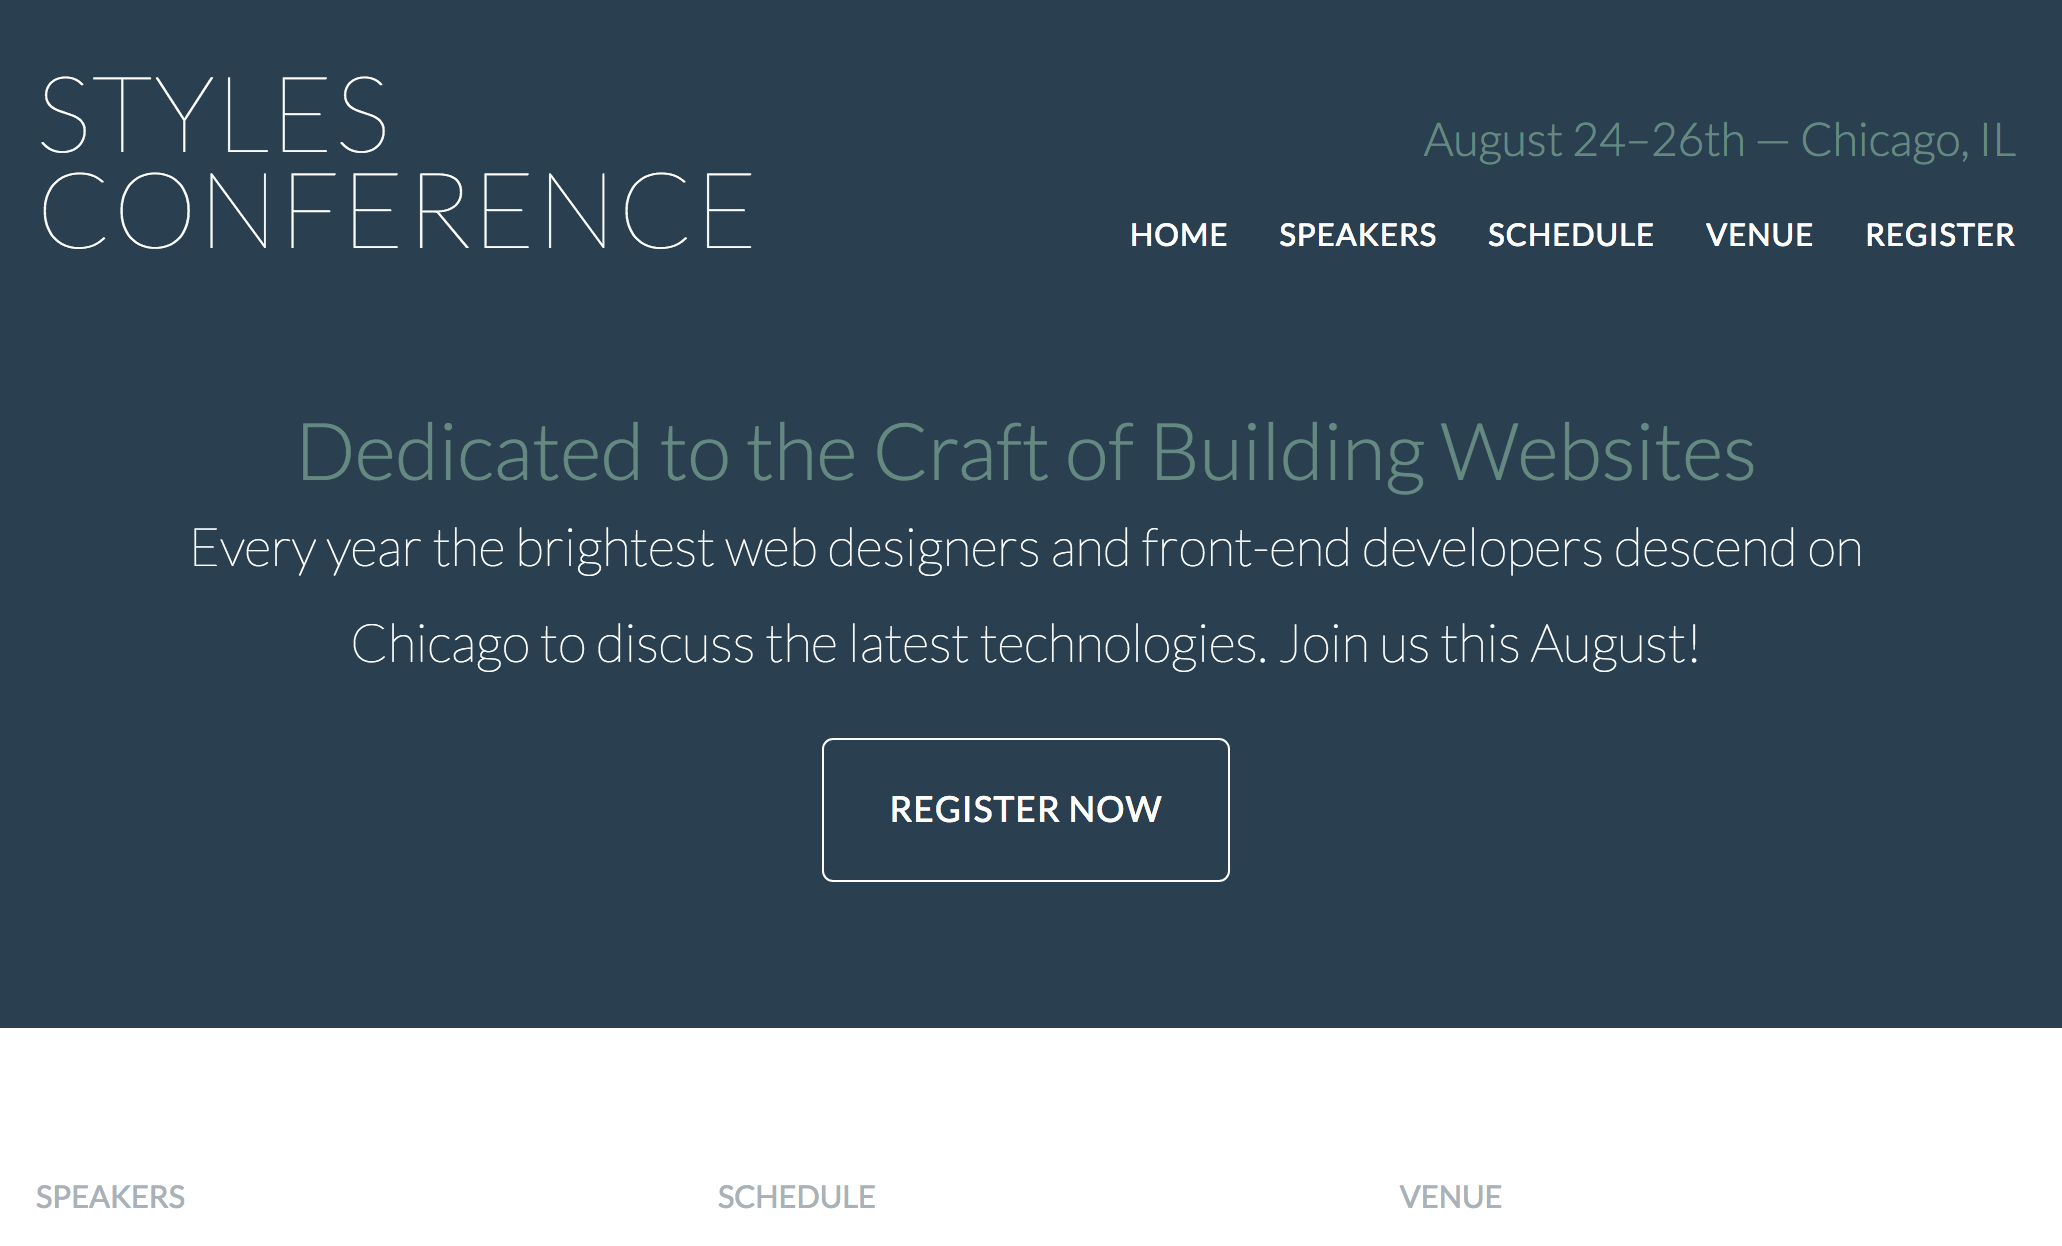 STYLES
CONFERENCE
August 24–26th — Chicago, IL
HOME SPEAKERS SCHEDULE VENUE REGISTER
Dedicated to the Craft of Building Websites
Every year the brightest web designers and front-end developers descend on
Chicago to discuss the latest technologies. Join us this August!
REGISTER NOW
SPEAKERS SCHEDULE VENUE